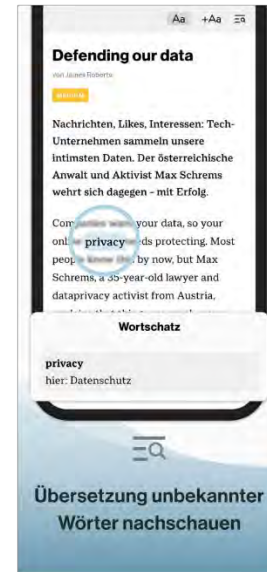 Aa +Aa
Defending our data
von James Roberts
Nachrichten, Likes, Interessen: Tech-
Unternehmen sammeln unsere
intimsten Daten. Der österreichische
Anwalt und Aktivist Max Schrems
wehrt sich dagegen – mit Erfolg.
your data, so your
privacy protecting. Most
by now, but Max
Schrems, a 35-year-old lawyer and
dataprivacy activist from Austria,
Wortschatz
privacy
hier: Datenschutz
Übersetzung unbekannter
Wörter nachschauen